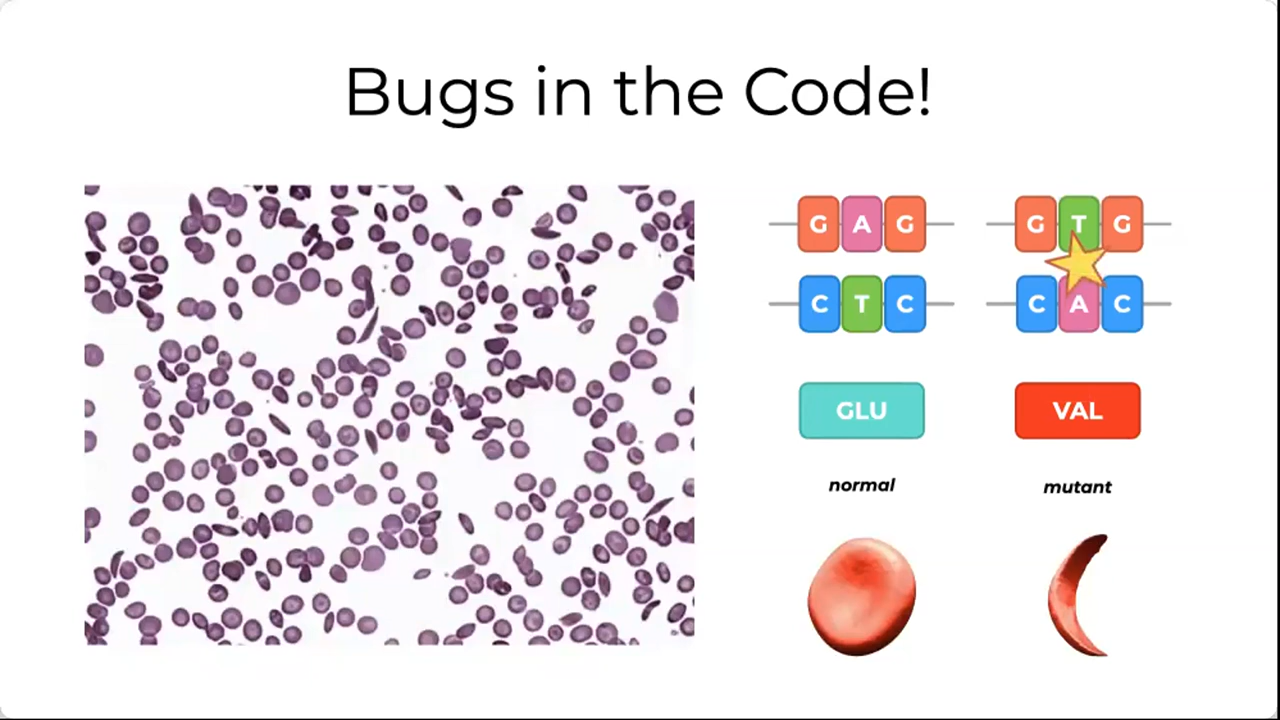 Bugs in the Code!
G A G
G T G
C T C
C A C
GLU
VAL
normal
mutant